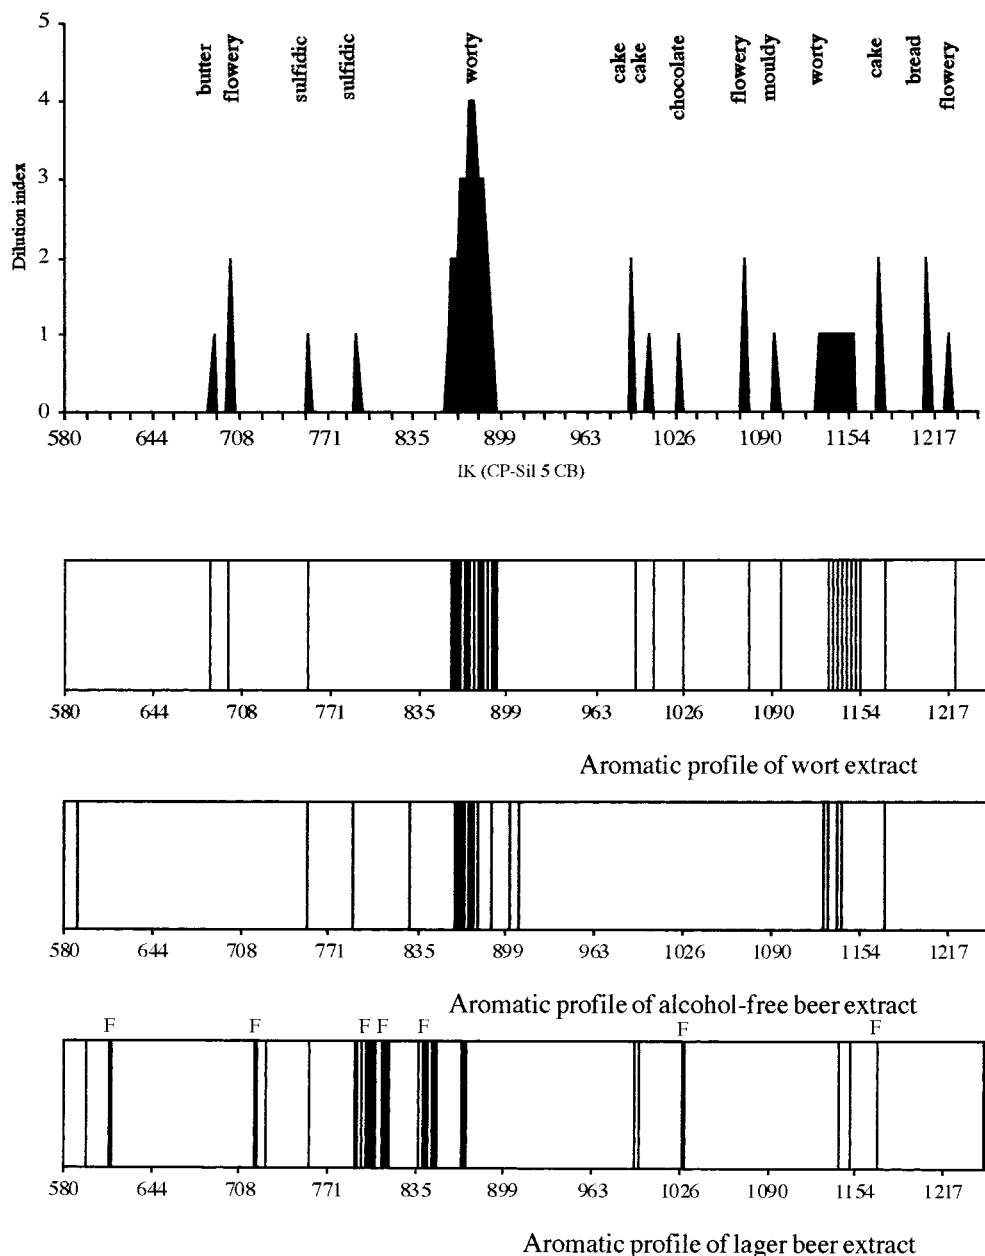 5
butter
flowery
sulfidic
sulfidic
worty
cake
cake
chocolate
flowery
mouldy
worty
cake
bread
flowery
4
3
2
1
0
Dilution index
580 644 708 771 835 899 963 1026 1090 1154 1217
IK (CP-Sil 5 CB)
580 644 708 771 835 899 963 1026 1090 1154 1217
Aromatic profile of wort extract
580 644 708 771 835 899 963 1026 1090 1154 1217
Aromatic profile of alcohol-free beer extract
F F F F F F F
580 644 708 771 835 899 963 1026 1090 1154 1217
Aromatic profile of lager beer extract